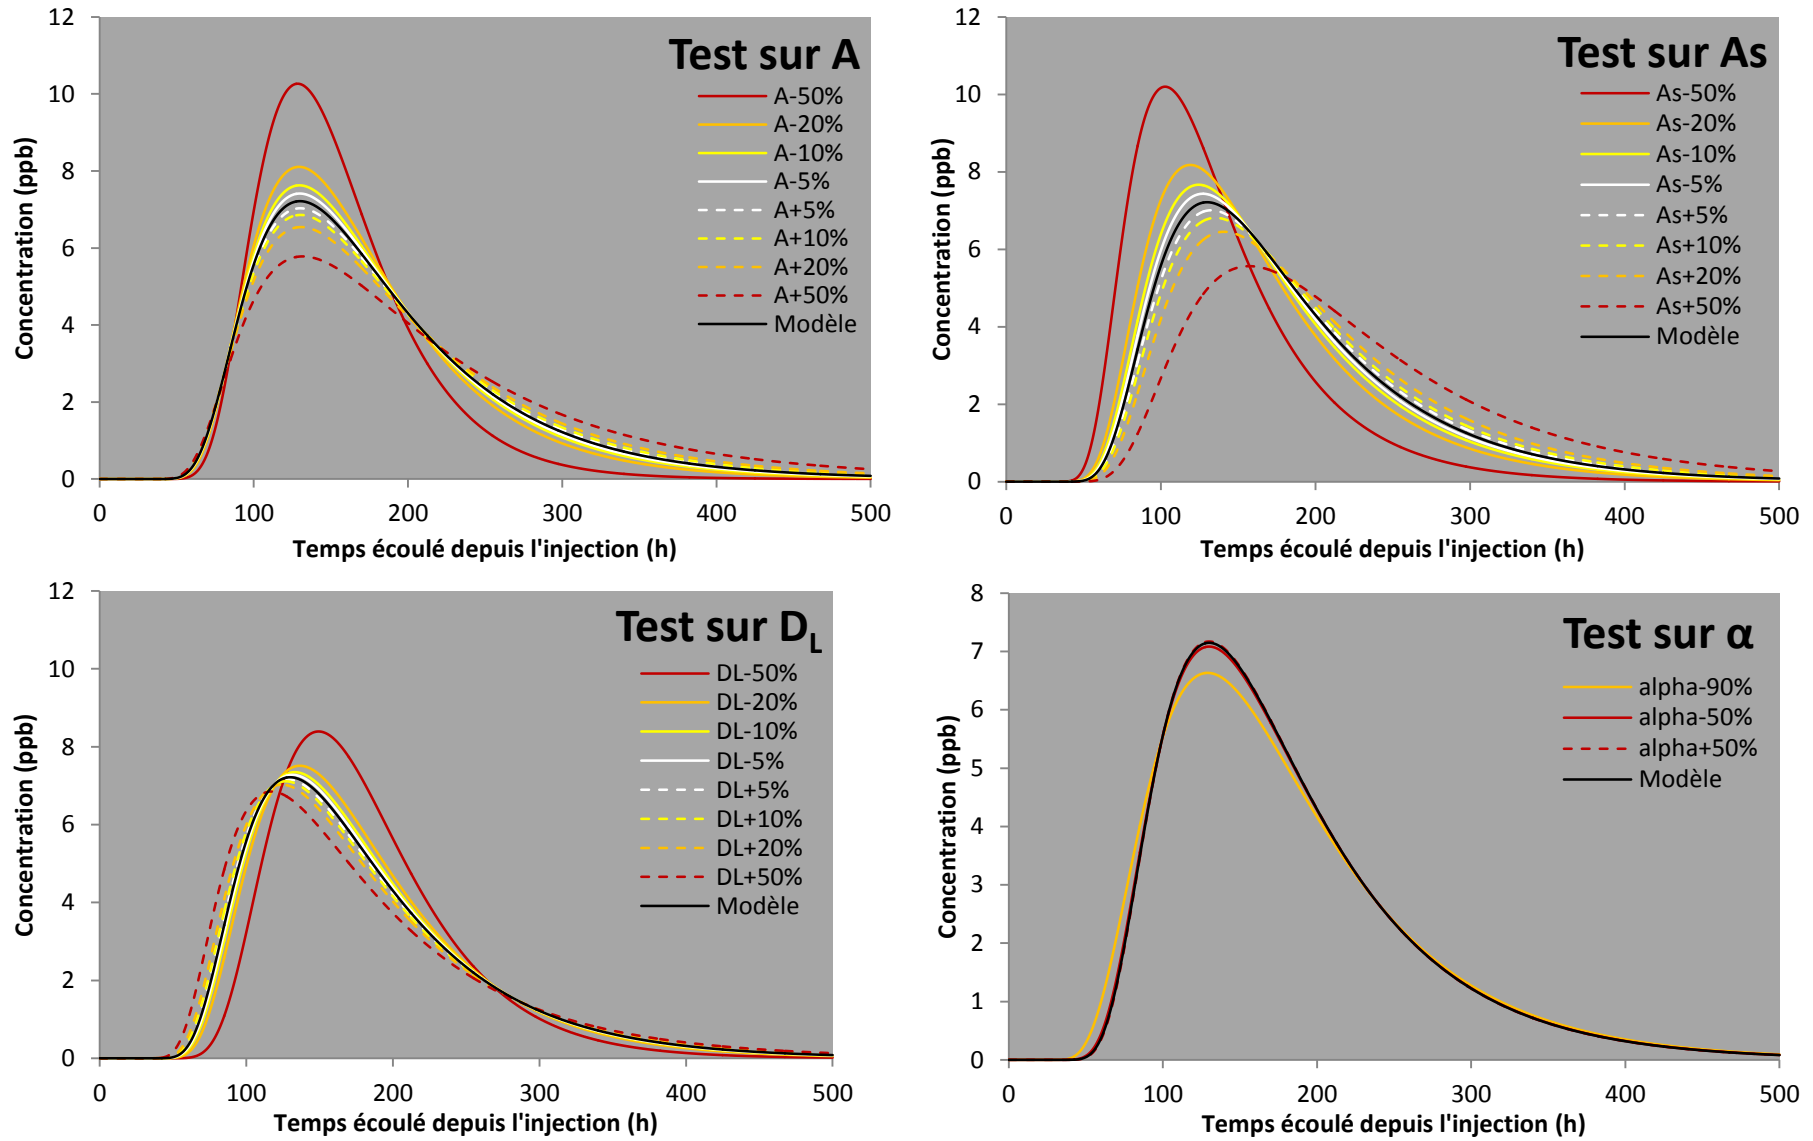 Test sur A
A-50%
A-20%
A-10%
A-5%
A+5%
A+10%
A+20%
A+50%
Modèle
Concentration (ppb)
12
10
8
6
4
2
0
0 100 200 300 400 500
Temps écoulé depuis l'injection (h)
Test sur As
As-50%
As-20%
As-10%
As-5%
As+5%
As+10%
As+20%
As+50%
Modèle
Concentration (ppb)
12
10
8
6
4
2
0
0 100 200 300 400 500
Temps écoulé depuis l'injection (h)
Test sur DL
DL-50%
DL-20%
DL-10%
DL-5%
DL+5%
DL+10%
DL+20%
DL+50%
Modèle
Concentration (ppb)
12
10
8
6
4
2
0
0 100 200 300 400 500
Temps écoulé depuis l'injection (h)
Test sur α
alpha-90%
alpha-50%
alpha+50%
Modèle
Concentration (ppb)
8
7
6
5
4
3
2
1
0
0 100 200 300 400 500
Temps écoulé depuis l'injection (h)